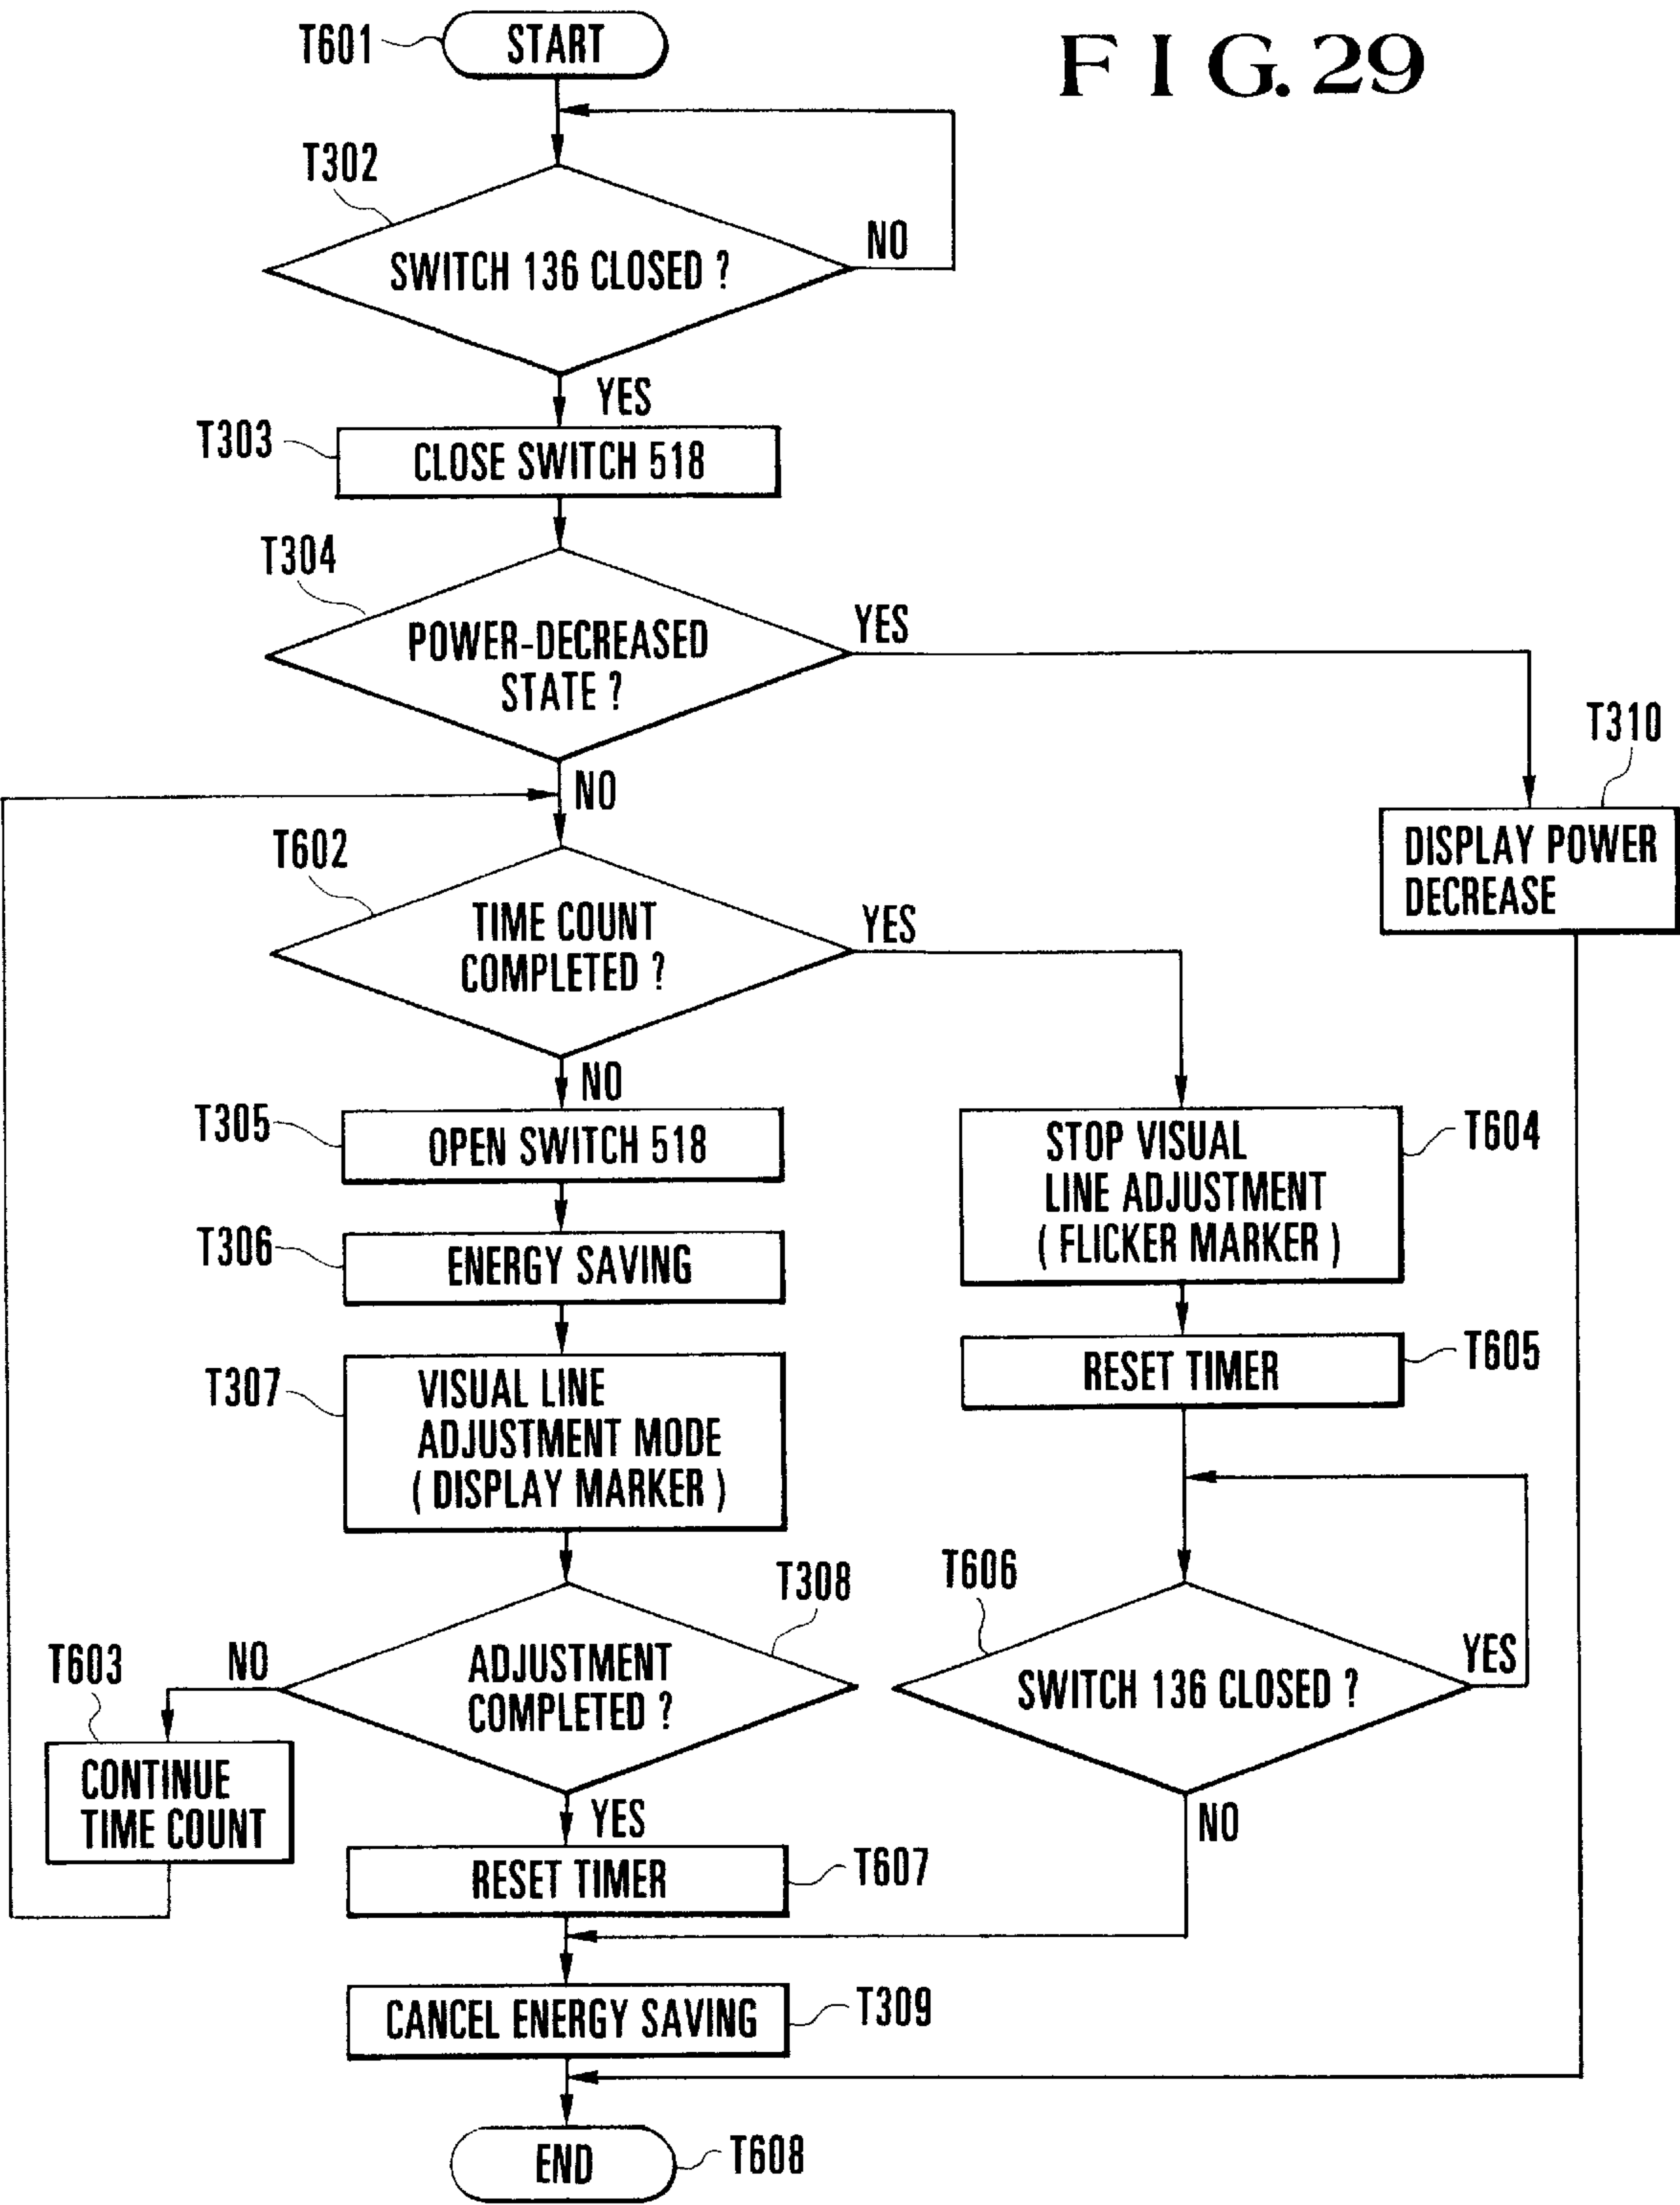 T601
START
FIG. 29
T302
SWITCH 136 CLOSED ?
NO
YES
T303
CLOSE SWITCH 518
T304
POWER-DECREASED
STATE ?
YES
NO
T310
DISPLAY POWER
DECREASE
T602
TIME COUNT
COMPLETED ?
YES
NO
T305
OPEN SWITCH 518
T306
ENERGY SAVING
T307
VISUAL LINE
ADJUSTMENT MODE
( DISPLAY MARKER )
STOP VISUAL
LINE ADJUSTMENT
( FLICKER MARKER )
T604
RESET TIMER
T605
T308
ADJUSTMENT
COMPLETED ?
NO
T603
CONTINUE
TIME COUNT
YES
T606
SWITCH 136 CLOSED ?
YES
NO
RESET TIMER
T607
CANCEL ENERGY SAVING
T309
END
T608